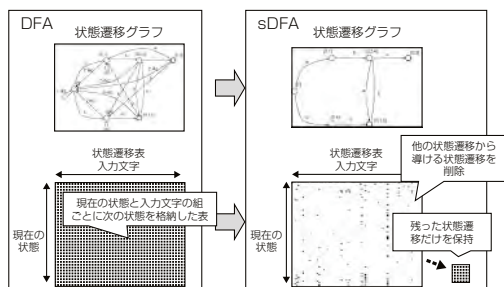 DFA
状態遷移グラフ
状態遷移表
入力文字
現在の
状態
現在の状態と入力文字の組
ごとに次の状態を格納した表
sDFA
状態遷移グラフ
他の状態遷移から
導ける状態遷移を
削除
状態遷移表
入力文字
現在の
状態
残った状態遷
移だけを保持